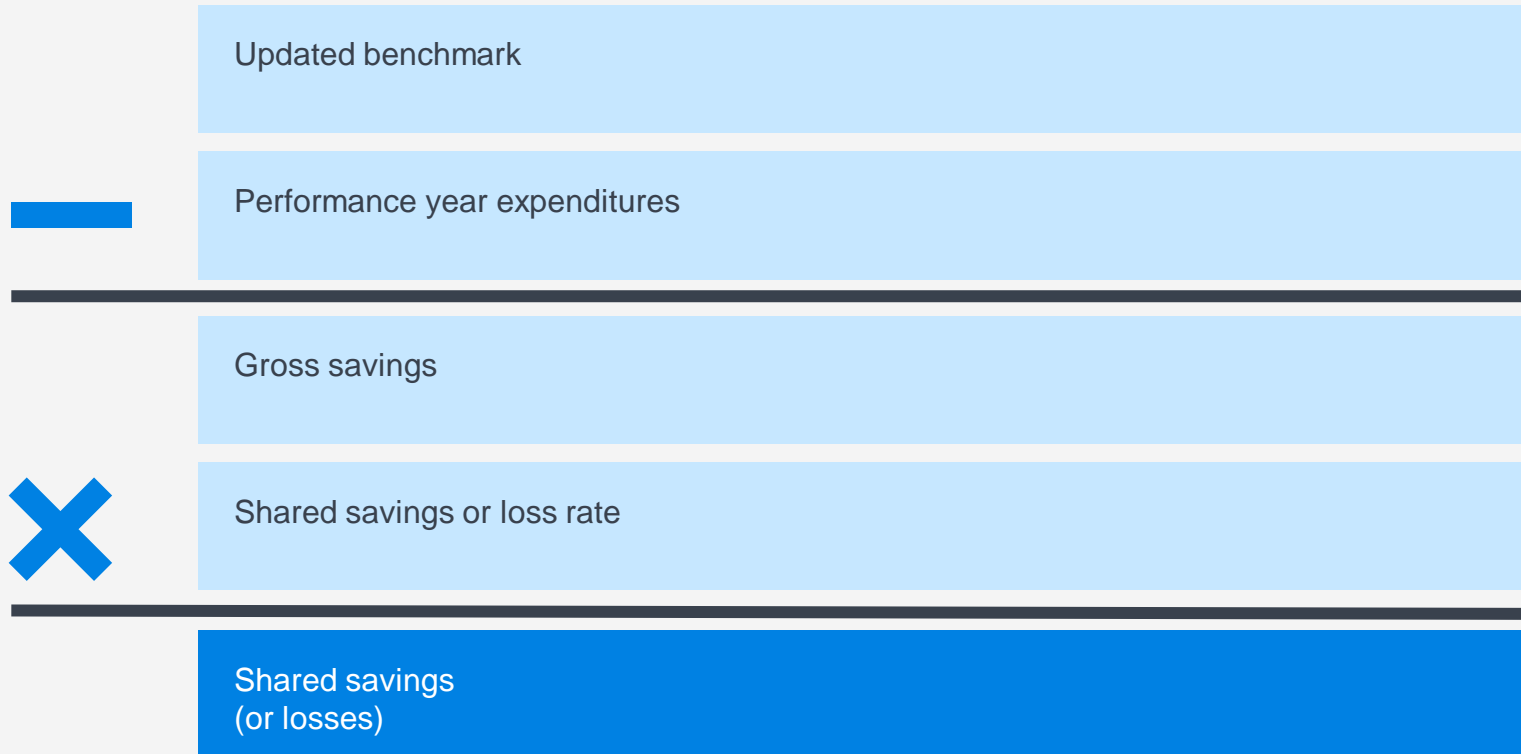 Updated benchmark
Performance year expenditures
Gross savings
Shared savings or loss rate
Shared savings
(or losses)